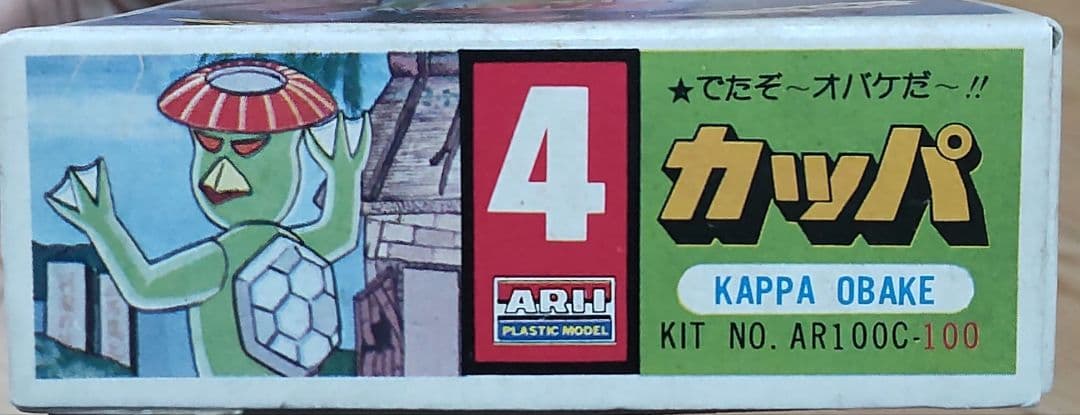 4
ARII
PLASTIC MODEL
★でたぞ～オバケだ～!!
カッパ
KAPPA OBAKE
KIT NO. AR100C-100